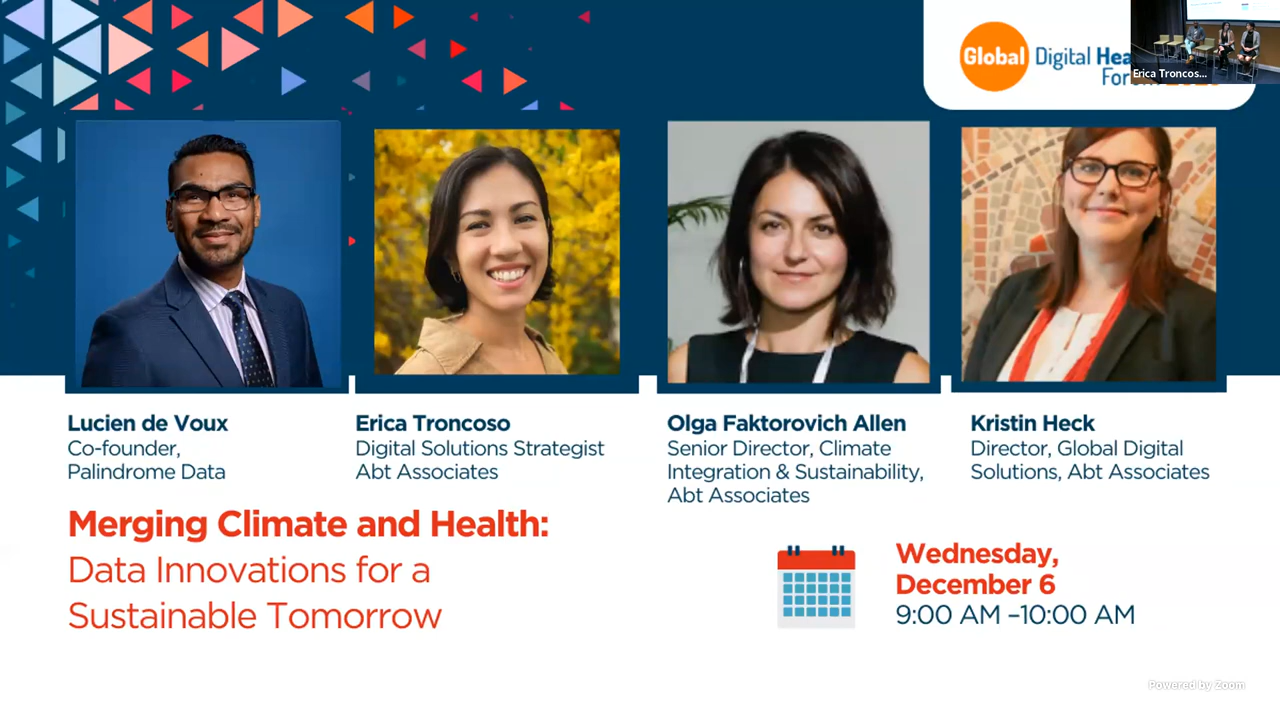 Global Digital Hea
For
Erica Troncos...
Lucien de Voux
Co-founder,
Palindrome Data
Erica Troncoso
Digital Solutions Strategist
Abt Associates
Olga Faktorovich Allen
Senior Director, Climate
Integration & Sustainability,
Abt Associates
Kristin Heck
Director, Global Digital
Solutions, Abt Associates
Merging Climate and Health:
Data Innovations for a
Sustainable Tomorrow
Wednesday,
December 6
9:00 AM –10:00 AM
Powered by Zoom